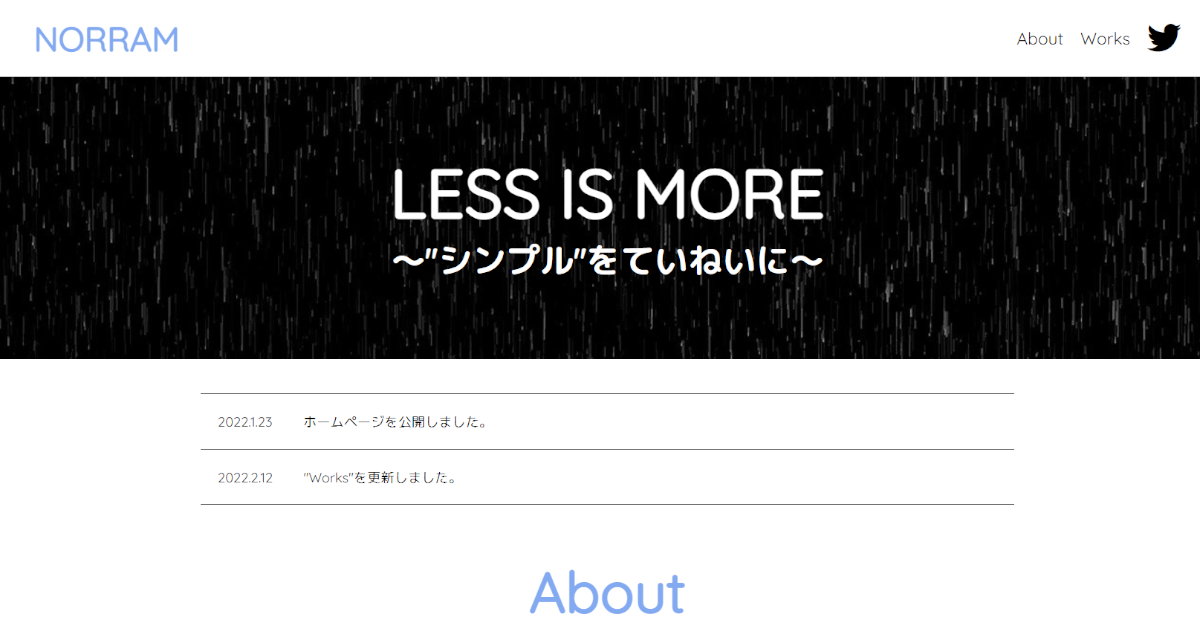 NORRAM
About Works
LESS IS MORE
～"シンプル"をていねいに～
2022.1.23 ホームページを公開しました。
2022.2.12 "Works"を更新しました。
About